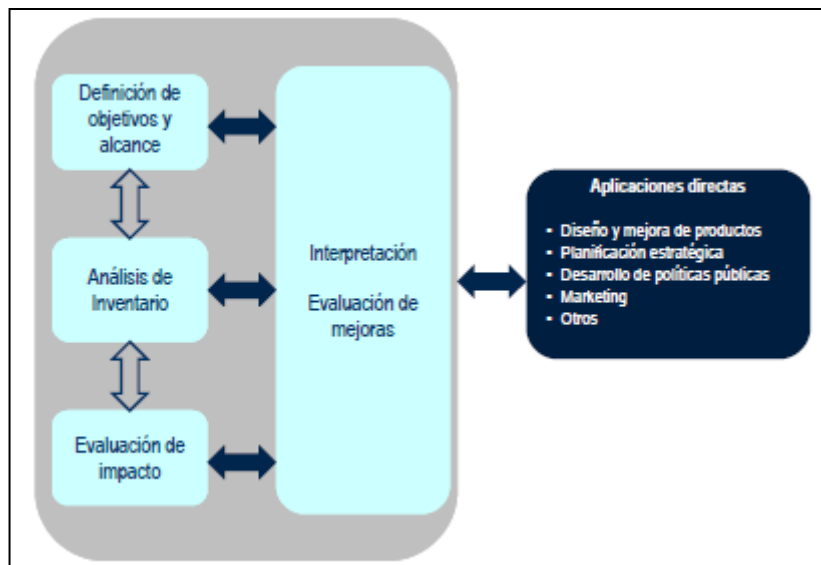 Definición de
objetivos y
alcance
Análisis de
Inventario
Evaluación de
impacto
Interpretación
Evaluación de
mejoras
Aplicaciones directas
▪ Diseño y mejora de productos
▪ Planificación estratégica
▪ Desarrollo de políticas públicas
▪ Marketing
▪ Otros